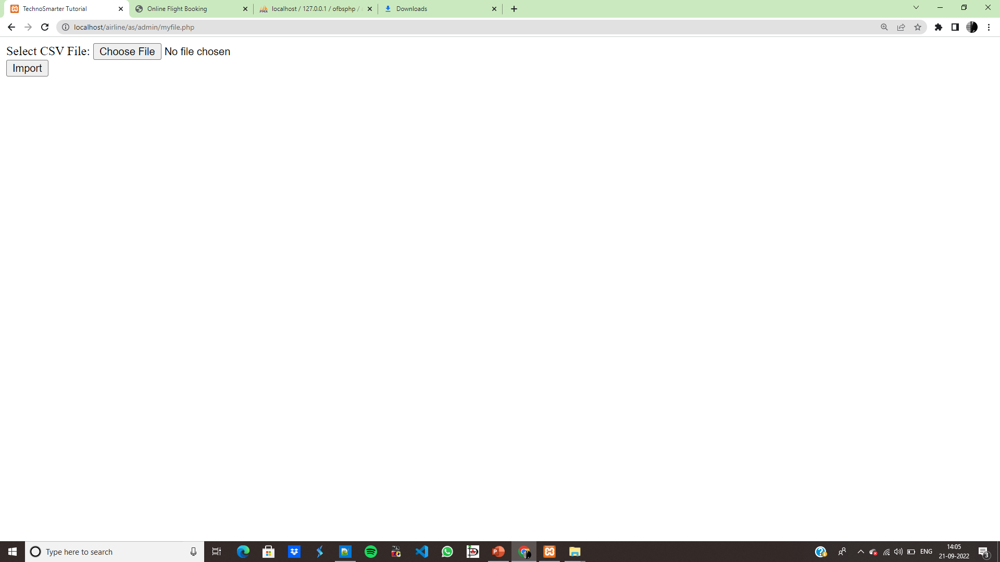 TechnoSmarter Tutorial
Online Flight Booking
localhost / 127.0.0.1 / ofbsphp /
Downloads
localhost/airline/as/admin/myfile.php
Select CSV File: Choose File No file chosen
Import
Type here to search
ENG
14:05
21-09-2022
3